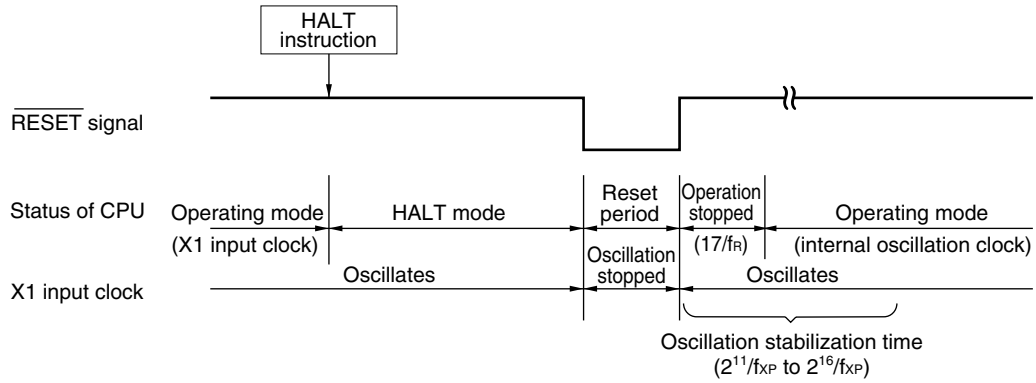 HALT
instruction
RESET signal
Status of CPU
Operating mode
(X1 input clock)
HALT mode
Reset
period
Operation
stopped
(17/fR)
Operating mode
(internal oscillation clock)
X1 input clock
Oscillates
Oscillation
stopped
Oscillates
Oscillation stabilization time
(2¹¹/fXP to 2¹⁶/fXP)